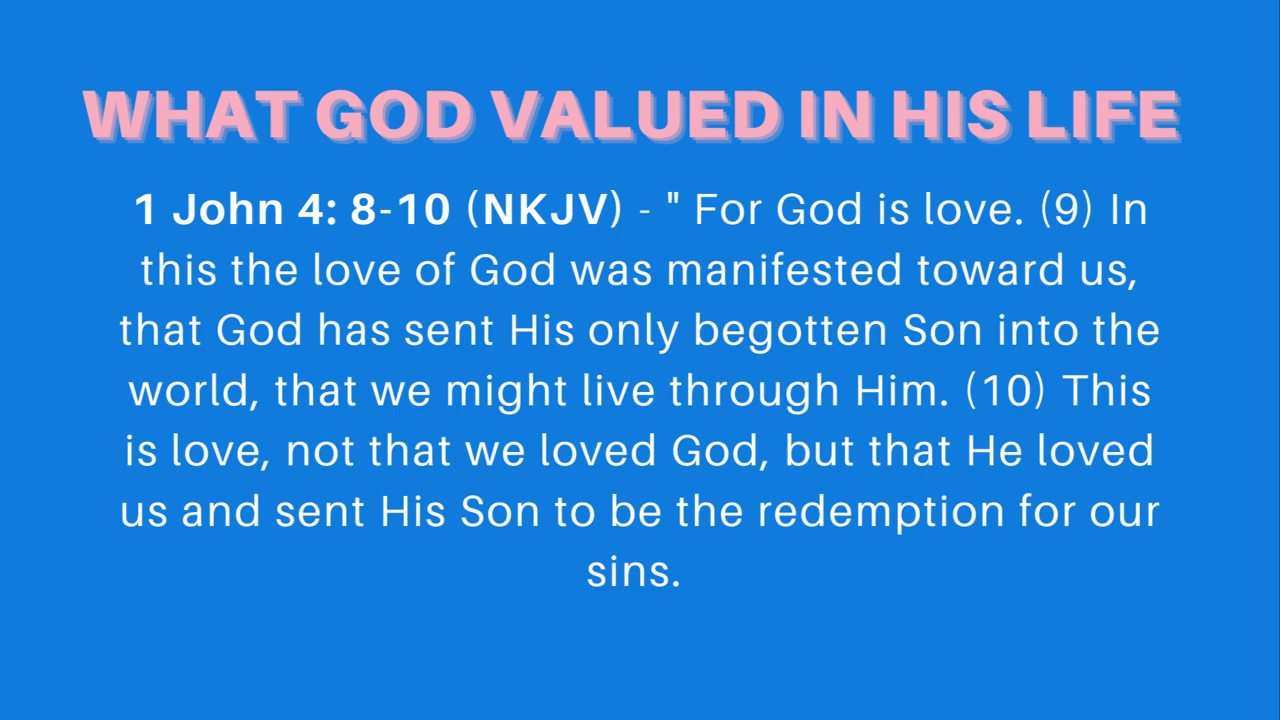 WHAT GOD VALUED IN HIS LIFE
1 John 4: 8-10 (NKJV) - " For God is love. (9) In
this the love of God was manifested toward us,
that God has sent His only begotten Son into the
world, that we might live through Him. (10) This
is love, not that we loved God, but that He loved
us and sent His Son to be the redemption for our
sins.